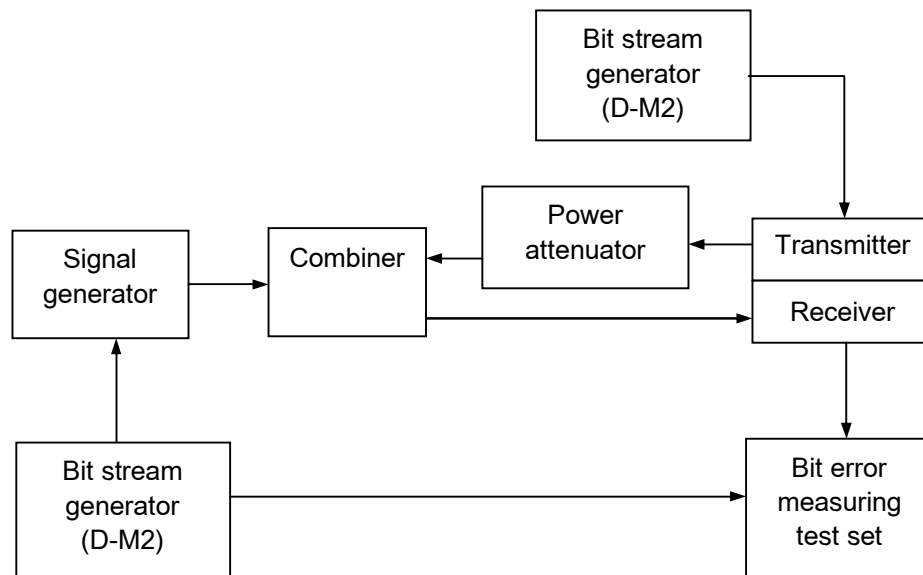 Bit stream
generator
(D-M2)
Power
attenuator
Transmitter
Signal
generator
Combiner
Receiver
Bit stream
generator
(D-M2)
Bit error
measuring
test set